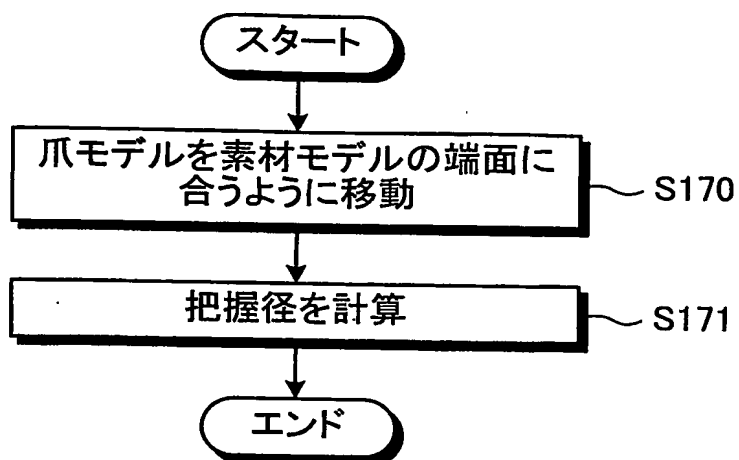 スタート
爪モデルを素材モデルの端面に
合うように移動
S170
把握径を計算
S171
エンド